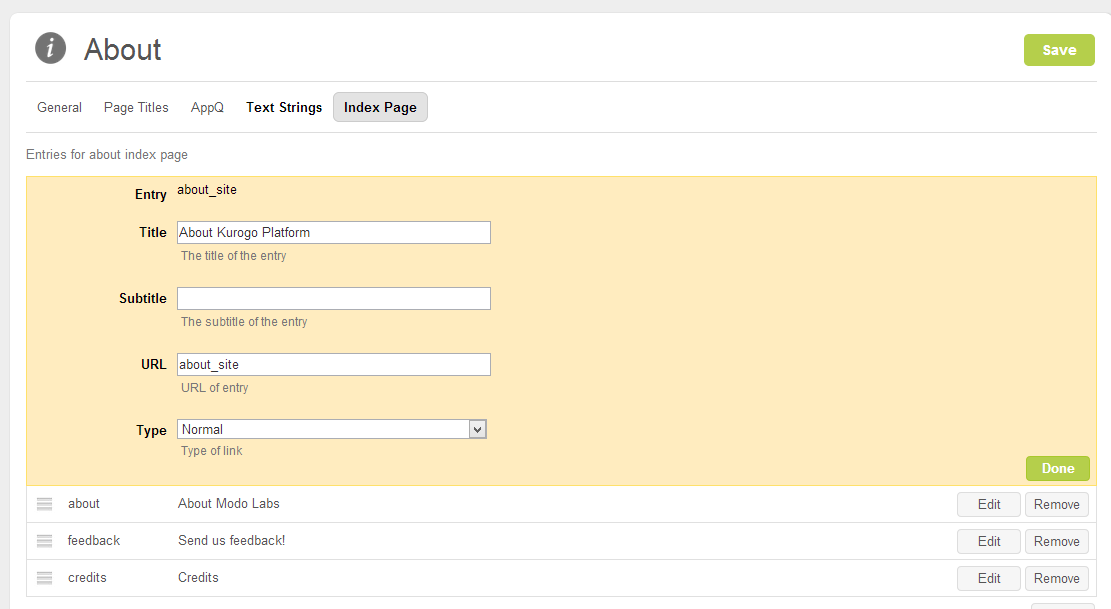 i About Save
General Page Titles AppQ Text Strings Index Page
Entries for about index page
Entry about_site
Title About Kurogo Platform
The title of the entry
Subtitle
The subtitle of the entry
URL about_site
URL of entry
Type Normal
Type of link
Done
about About Modo Labs Edit Remove
feedback Send us feedback! Edit Remove
credits Credits Edit Remove